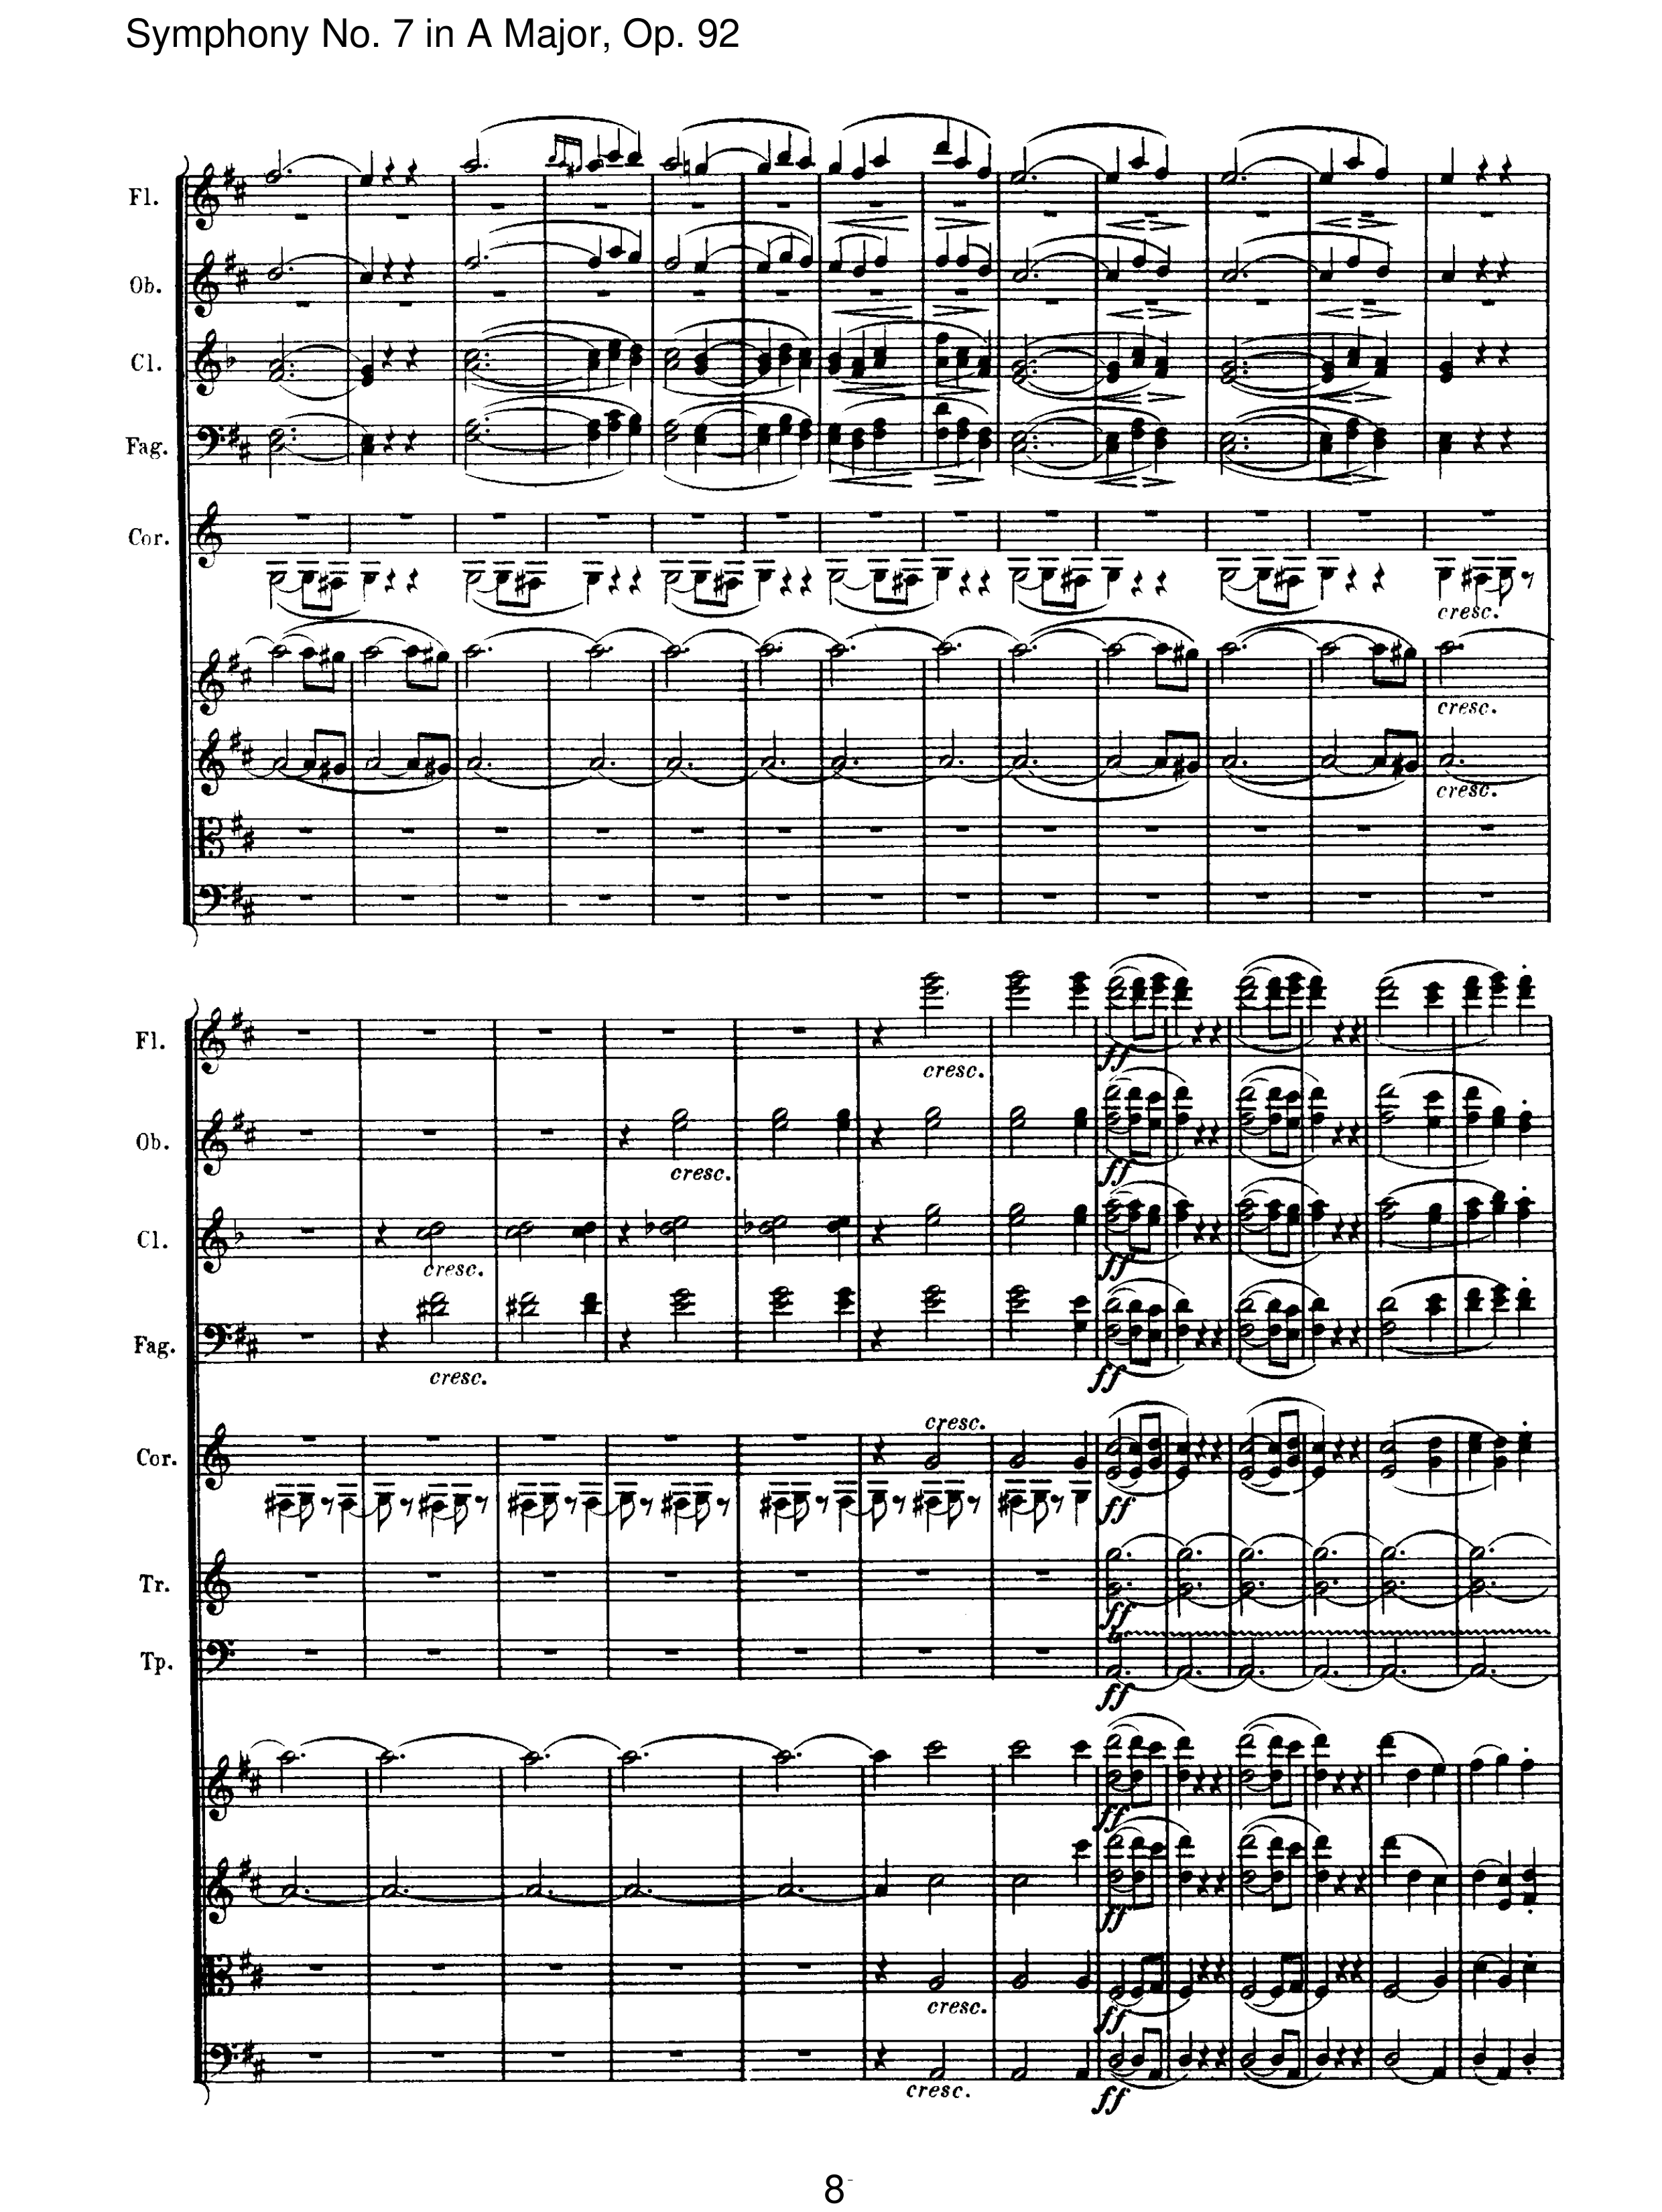 Symphony No. 7 in A Major, Op. 92
Fl.
Ob.
Cl.
Fag.
Cor.
cresc.
cresc.
cresc.
Fl.
cresc.
ff
Ob.
cresc.
ff
Cl.
cresc.
ff
Fag.
cresc.
ff
cresc.
Cor.
ff
Tr.
ff
Tp.
tr
ff
ff
ff
cresc.
ff
cresc.
ff
8